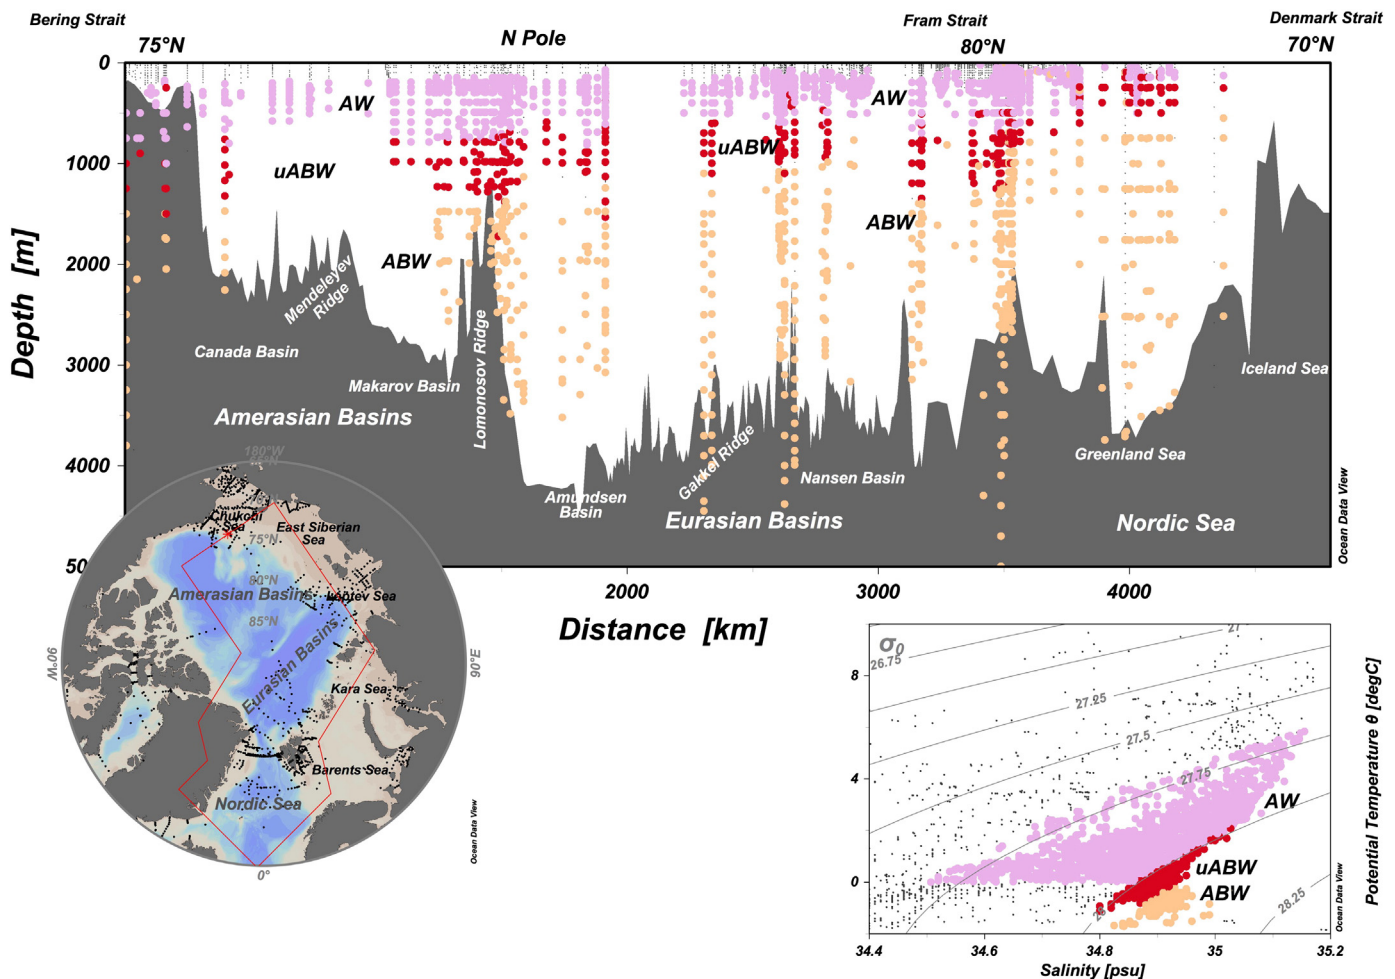 Bering Strait
Fram Strait
Denmark Strait
75°N
N Pole
80°N
70°N
0
1000
2000
3000
4000
Depth [m]
AW
AW
uABW
uABW
ABW
ABW
Mendeleyev
Ridge
Canada Basin
Makarov Basin
Lomonosov Ridge
Amerasian Basins
Amundsen
Basin
Gakkel Ridge
Nansen Basin
Eurasian Basins
Greenland Sea
Iceland Sea
Nordic Sea
Ocean Data View
50
2000
3000
4000
Distance [km]
180°W
Chukchi
Sea
East Siberian
Sea
75°N
80°N
Amerasian Basins
Laptev Sea
85°N
Eurasian Basins
90°W
90°E
Kara Sea
Barents Sea
Nordic Sea
0°
Ocean Data View
σ0
26.75
27
27.25
27.5
27.75
28
28.25
8
4
0
AW
uABW
ABW
34.4
34.6
34.8
35
35.2
Salinity [psu]
Potential Temperature θ [degC]
Ocean Data View